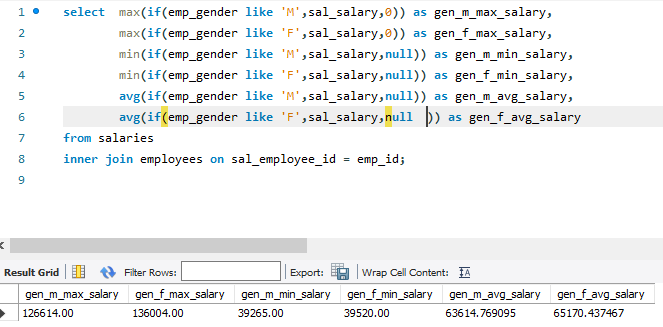 1 select max(if(emp_gender like 'M',sal_salary,0)) as gen_m_max_salary,
2 max(if(emp_gender like 'F',sal_salary,0)) as gen_f_max_salary,
3 min(if(emp_gender like 'M',sal_salary,null)) as gen_m_min_salary,
4 min(if(emp_gender like 'F',sal_salary,null)) as gen_f_min_salary,
5 avg(if(emp_gender like 'M',sal_salary,null)) as gen_m_avg_salary,
6 avg(if(emp_gender like 'F',sal_salary,null )) as gen_f_avg_salary
7 from salaries
8 inner join employees on sal_employee_id = emp_id;
9
Result Grid Filter Rows: Export: Wrap Cell Content:
gen_m_max_salary gen_f_max_salary gen_m_min_salary gen_f_min_salary gen_m_avg_salary gen_f_avg_salary
126614.00 136004.00 39265.00 39520.00 63614.769095 65170.437467